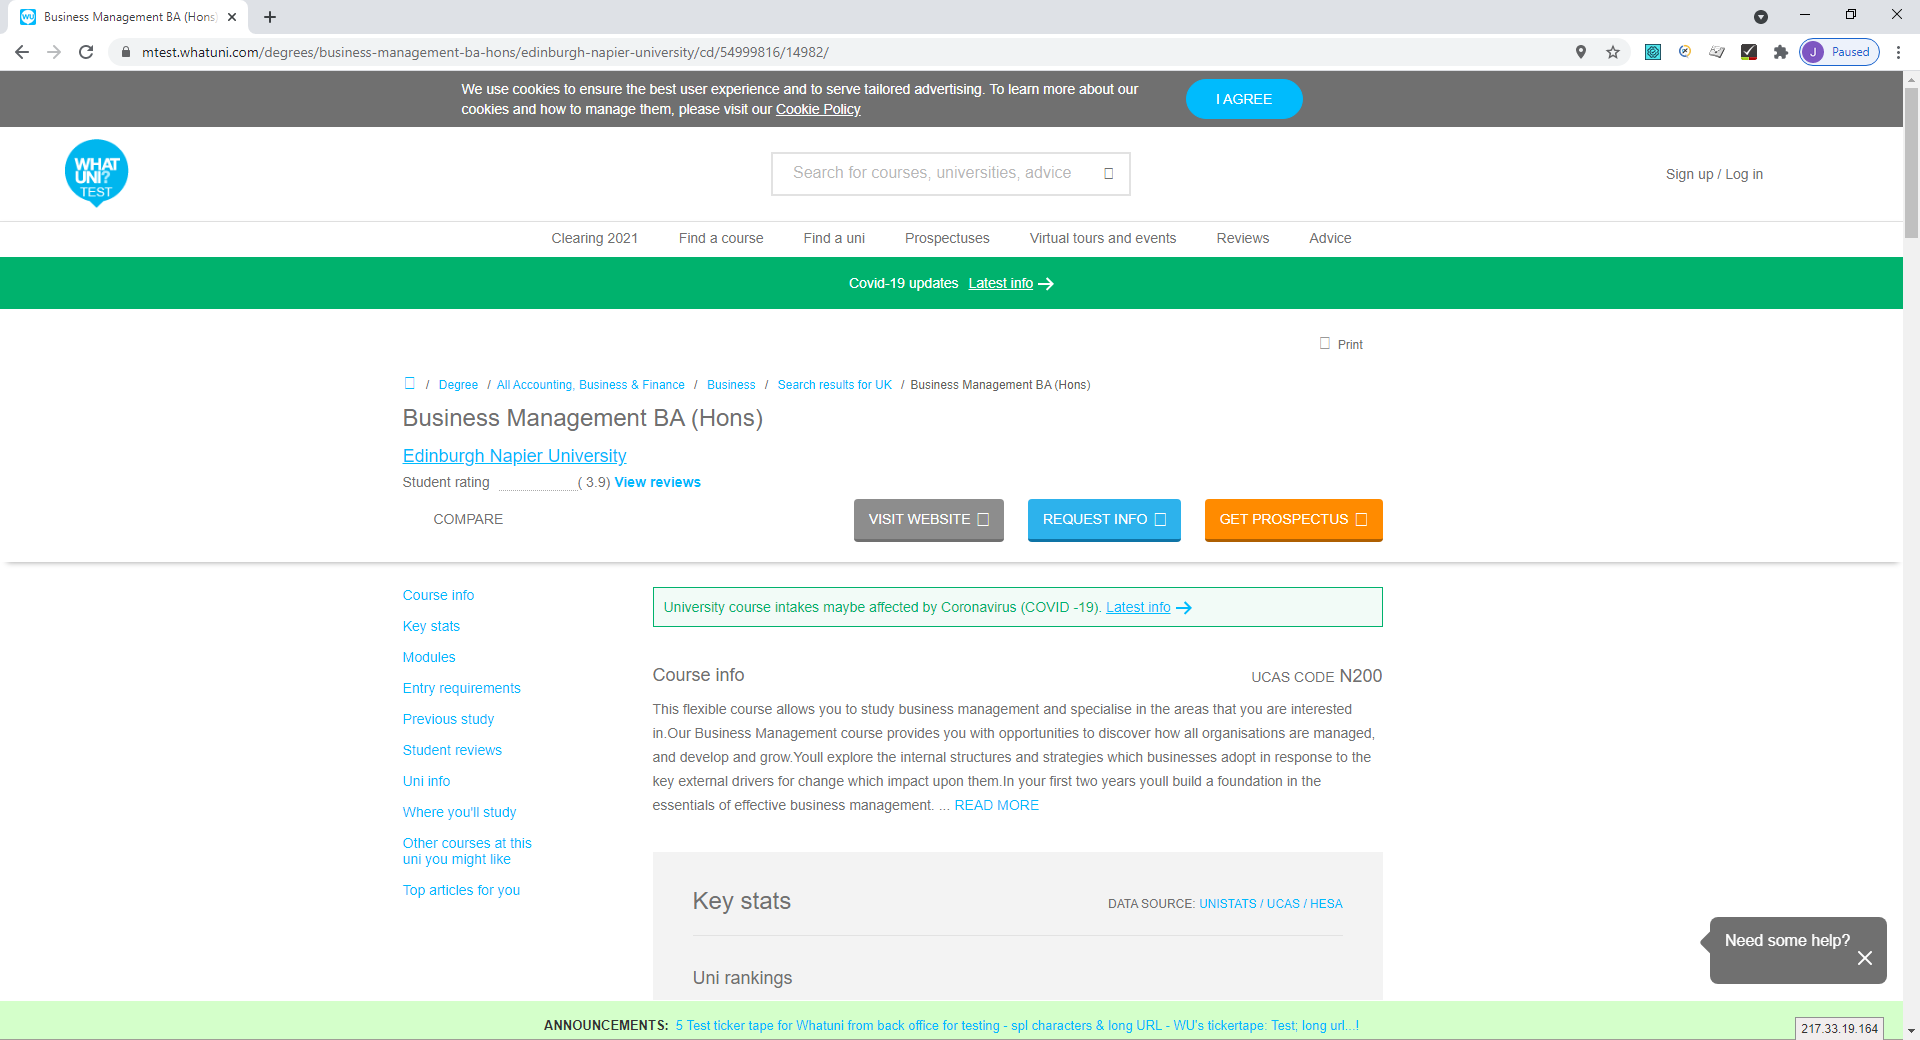 Business Management BA (Hons)
mtest.whatuni.com/degrees/business-management-ba-hons/edinburgh-napier-university/cd/54999816/14982/
J Paused
We use cookies to ensure the best user experience and to serve tailored advertising. To learn more about our
cookies and how to manage them, please visit our Cookie Policy
I AGREE
WHAT
UNI?
TEST
Search for courses, universities, advice
Sign up / Log in
Clearing 2021 Find a course Find a uni Prospectuses Virtual tours and events Reviews Advice
Covid-19 updates Latest info
Print
/ Degree / All Accounting, Business & Finance / Business / Search results for UK / Business Management BA (Hons)
Business Management BA (Hons)
Edinburgh Napier University
Student rating ( 3.9) View reviews
COMPARE
VISIT WEBSITE
REQUEST INFO
GET PROSPECTUS
Course info
Key stats
Modules
Entry requirements
Previous study
Student reviews
Uni info
Where you'll study
Other courses at this
uni you might like
Top articles for you
University course intakes maybe affected by Coronavirus (COVID -19). Latest info
Course info
UCAS CODE N200
This flexible course allows you to study business management and specialise in the areas that you are interested
in.Our Business Management course provides you with opportunities to discover how all organisations are managed,
and develop and grow.Youll explore the internal structures and strategies which businesses adopt in response to the
key external drivers for change which impact upon them.In your first two years youll build a foundation in the
essentials of effective business management. ... READ MORE
Key stats
DATA SOURCE: UNISTATS / UCAS / HESA
Uni rankings
Need some help?
ANNOUNCEMENTS: 5 Test ticker tape for Whatuni from back office for testing - spl characters & long URL - WU's tickertape: Test; long url...!
217.33.19.164